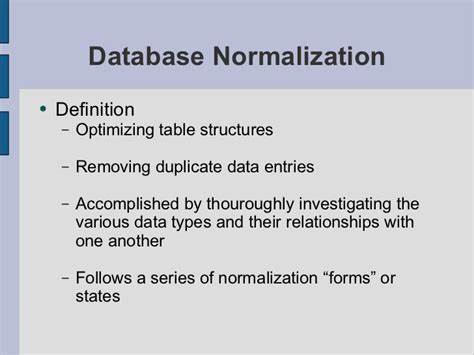 Database Normalization
• Definition
– Optimizing table structures
– Removing duplicate data entries
– Accomplished by thouroughly investigating the
various data types and their relationships with
one another
– Follows a series of normalization “forms” or
states